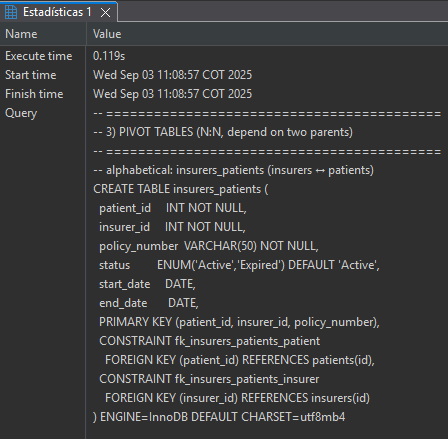 Estadísticas 1
Name Value
Execute time 0.119s
Start time Wed Sep 03 11:08:57 COT 2025
Finish time Wed Sep 03 11:08:57 COT 2025
Query -- ==========================================
-- 3) PIVOT TABLES (N:N, depend on two parents)
-- ==========================================
-- alphabetical: insurers_patients (insurers ↔ patients)
CREATE TABLE insurers_patients (
patient_id INT NOT NULL,
insurer_id INT NOT NULL,
policy_number VARCHAR(50) NOT NULL,
status ENUM('Active','Expired') DEFAULT 'Active',
start_date DATE,
end_date DATE,
PRIMARY KEY (patient_id, insurer_id, policy_number),
CONSTRAINT fk_insurers_patients_patient
FOREIGN KEY (patient_id) REFERENCES patients(id),
CONSTRAINT fk_insurers_patients_insurer
FOREIGN KEY (insurer_id) REFERENCES insurers(id)
) ENGINE=InnoDB DEFAULT CHARSET=utf8mb4